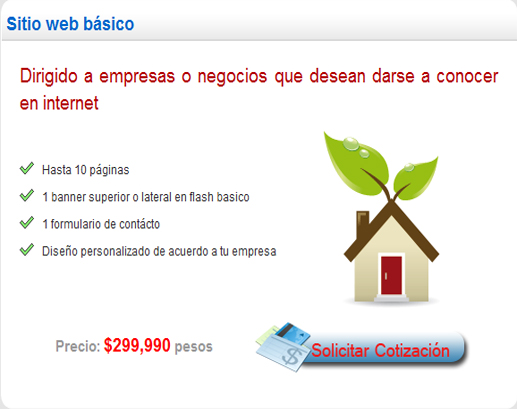 Sitio web básico
Dirigido a empresas o negocios que desean darse a conocer
en internet
Hasta 10 páginas
1 banner superior o lateral en flash basico
1 formulario de contácto
Diseño personalizado de acuerdo a tu empresa
Precio: $299,990 pesos
Solicitar Cotización